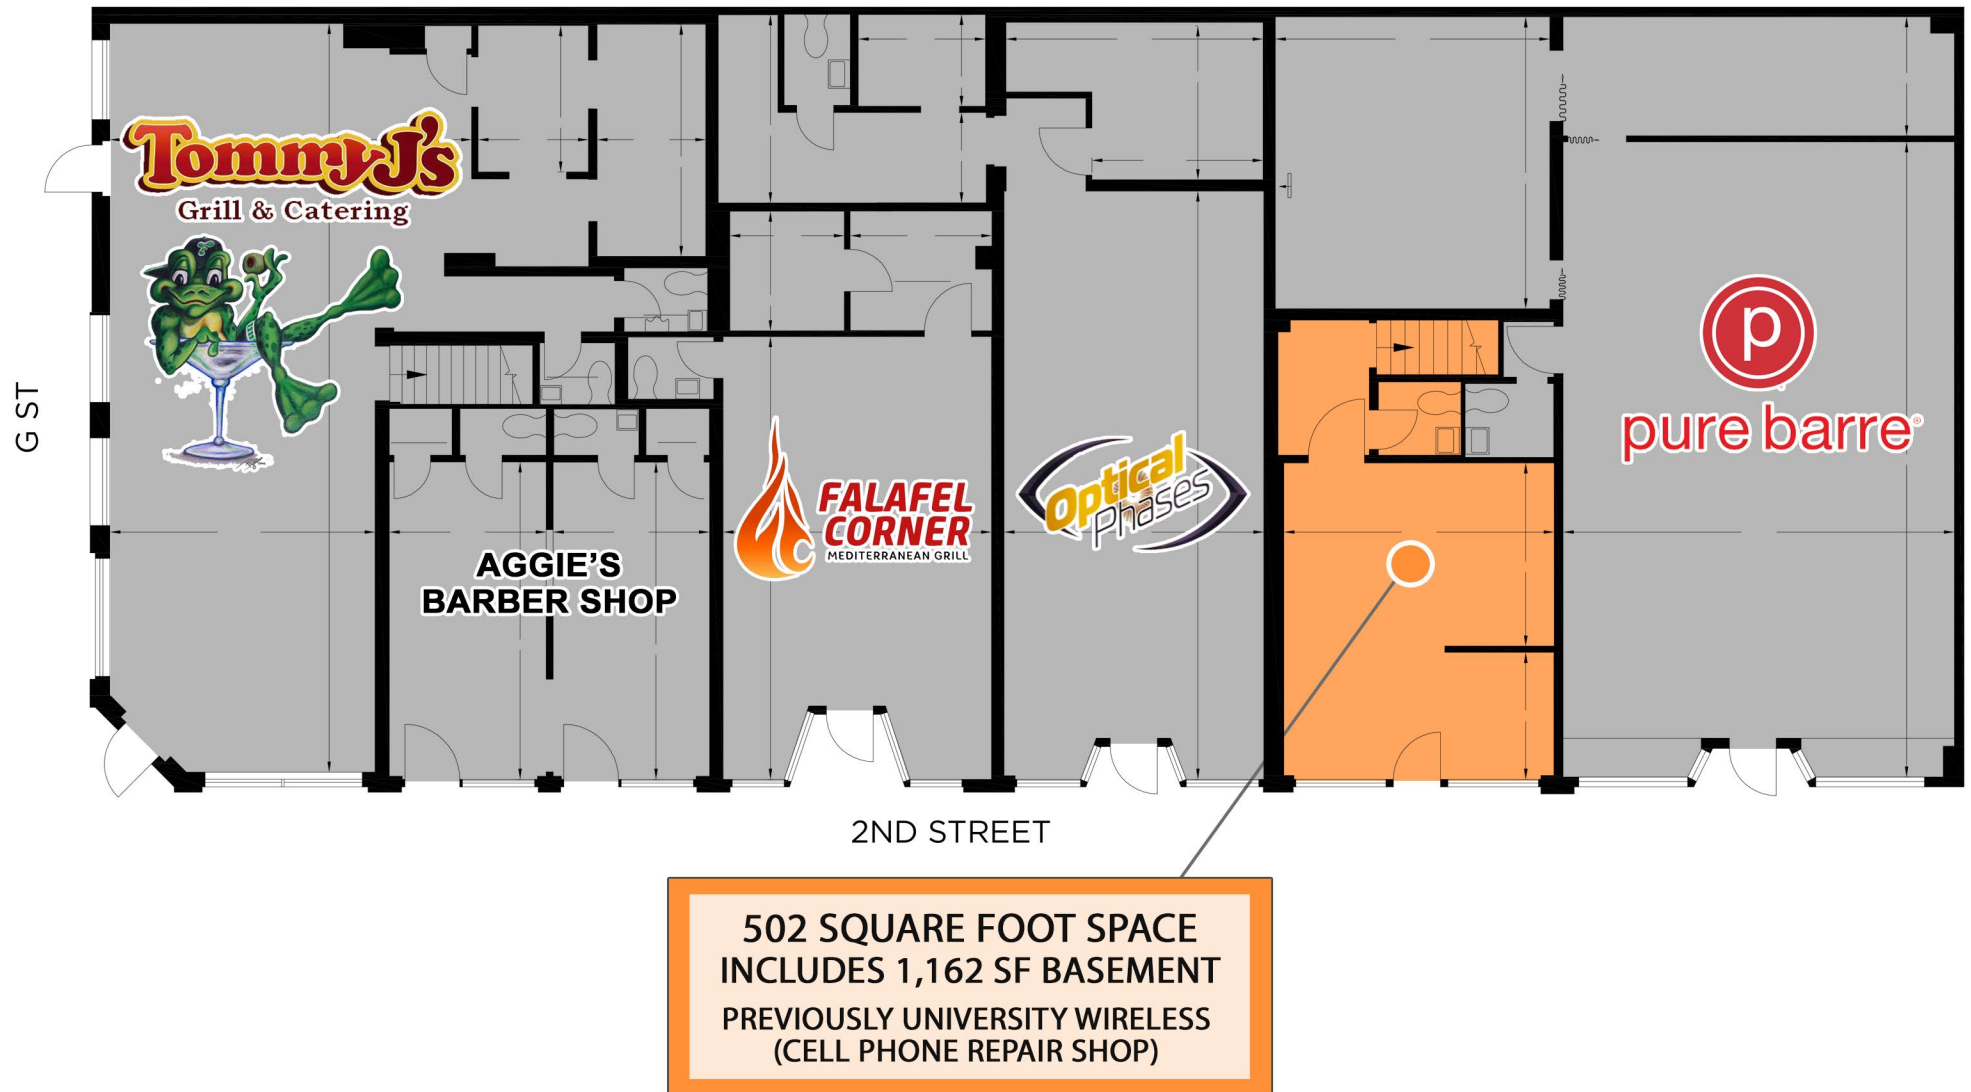 TommyJ's
Grill & Catering
G ST
AGGIE'S
BARBER SHOP
FALAFEL
CORNER
MEDITERRANEAN GRILL
Optical
Phases
p
pure barre®
2ND STREET
502 SQUARE FOOT SPACE
INCLUDES 1,162 SF BASEMENT
PREVIOUSLY UNIVERSITY WIRELESS
(CELL PHONE REPAIR SHOP)